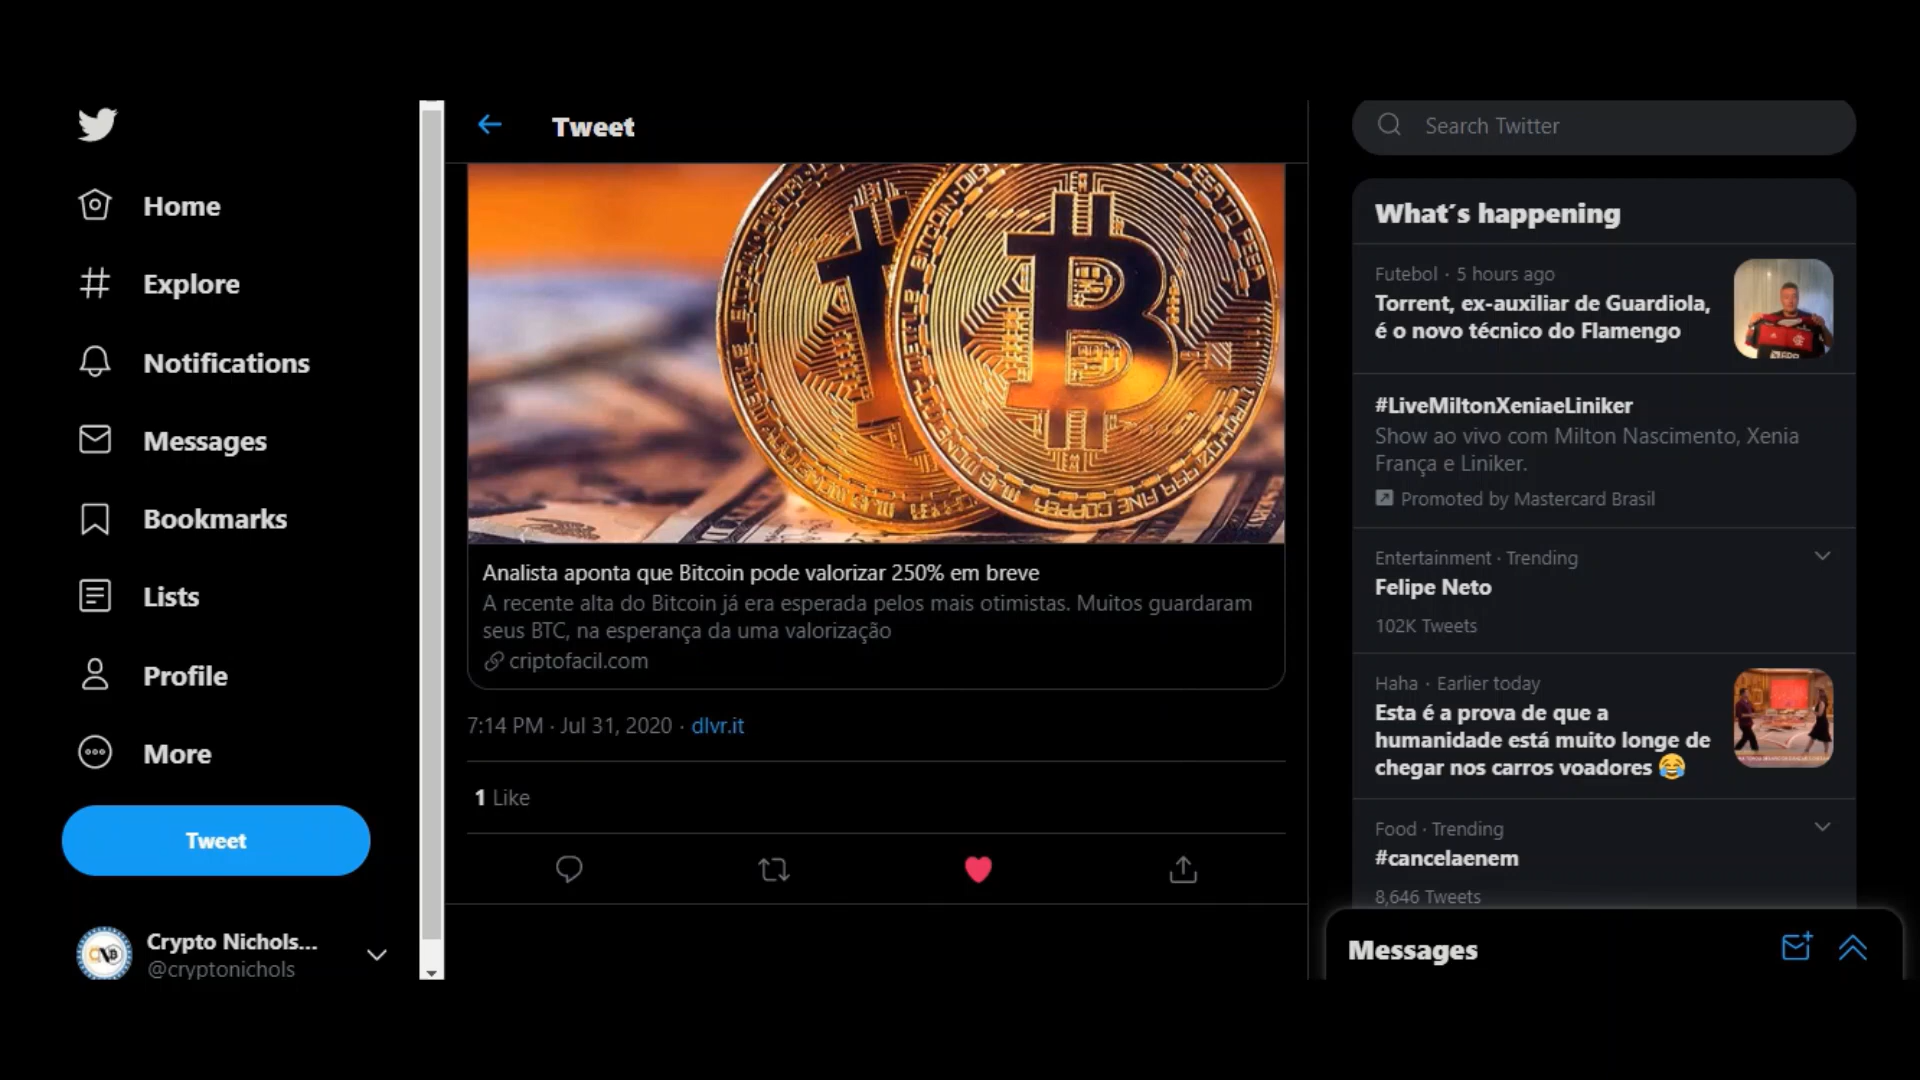 Home
Explore
Notifications
Messages
Bookmarks
Lists
Profile
More
Tweet
Crypto Nichols...
@cryptonichols
Tweet
BITCOIN
Analista aponta que Bitcoin pode valorizar 250% em breve
A recente alta do Bitcoin já era esperada pelos mais otimistas. Muitos guardaram
seus BTC, na esperança da uma valorização
criptofacil.com
7:14 PM · Jul 31, 2020 · dlvr.it
1 Like
Search Twitter
What´s happening
Futebol · 5 hours ago
Torrent, ex-auxiliar de Guardiola,
é o novo técnico do Flamengo
#LiveMiltonXeniaeLiniker
Show ao vivo com Milton Nascimento, Xenia
França e Liniker.
Promoted by Mastercard Brasil
Entertainment · Trending
Felipe Neto
102K Tweets
Haha · Earlier today
Esta é a prova de que a
humanidade está muito longe de
chegar nos carros voadores 😂
Food · Trending
#cancelaenem
8,646 Tweets
Messages